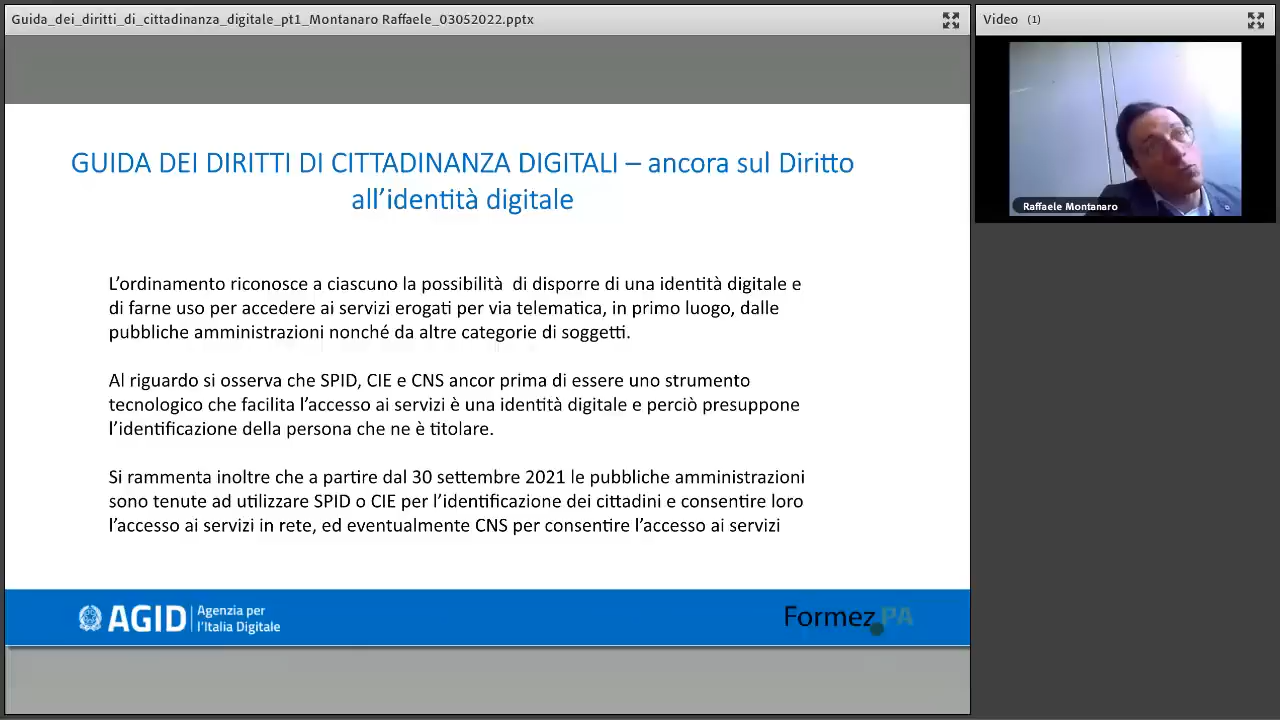 Guida_dei_diritti_di_cittadinanza_digitale_pt1_Montanaro Raffaele_03052022.pptx
Video (1)
Raffaele Montanaro
GUIDA DEI DIRITTI DI CITTADINANZA DIGITALI – ancora sul Diritto
all’identità digitale
L’ordinamento riconosce a ciascuno la possibilità  di disporre di una identità digitale e
di farne uso per accedere ai servizi erogati per via telematica, in primo luogo, dalle
pubbliche amministrazioni nonché da altre categorie di soggetti.
Al riguardo si osserva che SPID, CIE e CNS ancor prima di essere uno strumento
tecnologico che facilita l’accesso ai servizi è una identità digitale e perciò presuppone
l’identificazione della persona che ne è titolare.
Si rammenta inoltre che a partire dal 30 settembre 2021 le pubbliche amministrazioni
sono tenute ad utilizzare SPID o CIE per l’identificazione dei cittadini e consentire loro
l’accesso ai servizi in rete, ed eventualmente CNS per consentire l’accesso ai servizi
AGID
Agenzia per
l’Italia Digitale
Formez PA